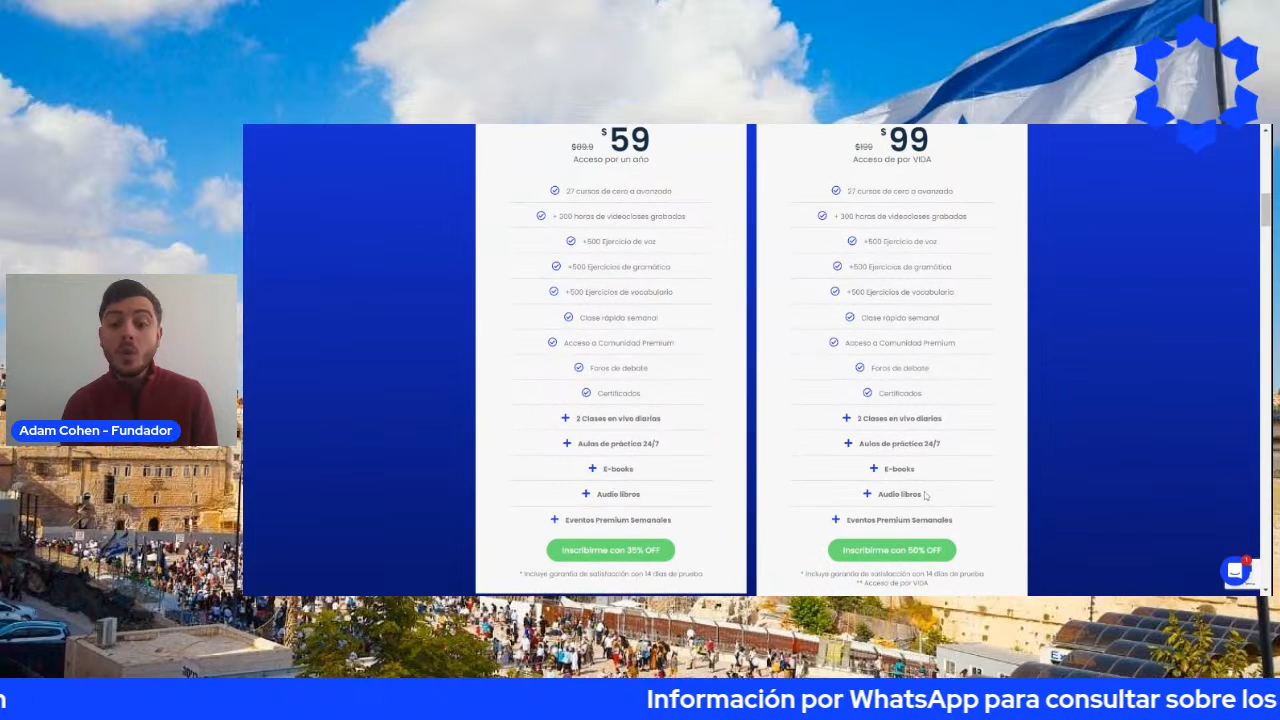 $89.9 $ 59
Acceso por un año
27 cursos de cero a avanzado
+ 300 horas de videoclases grabadas
+500 Ejercicio de voz
+500 Ejercicios de gramática
+500 Ejercicios de vocabulario
Clase rápida semanal
Acceso a Comunidad Premium
Foros de debate
Certificados
+ 2 Clases en vivo diarias
+ Aulas de práctica 24/7
+ E-books
+ Audio libros
+ Eventos Premium Semanales
Inscribirme con 35% OFF
* Incluye garantía de satisfacción con 14 días de prueba
$199 $ 99
Acceso de por VIDA
27 cursos de cero a avanzado
+ 300 horas de videoclases grabadas
+500 Ejercicio de voz
+500 Ejercicios de gramática
+500 Ejercicios de vocabulario
Clase rápida semanal
Acceso a Comunidad Premium
Foros de debate
Certificados
+ 2 Clases en vivo diarias
+ Aulas de práctica 24/7
+ E-books
+ Audio libros
+ Eventos Premium Semanales
Inscribirme con 50% OFF
* Incluye garantía de satisfacción con 14 días de prueba
** Acceso de por VIDA
Adam Cohen - Fundador
Información por WhatsApp para consultar sobre los